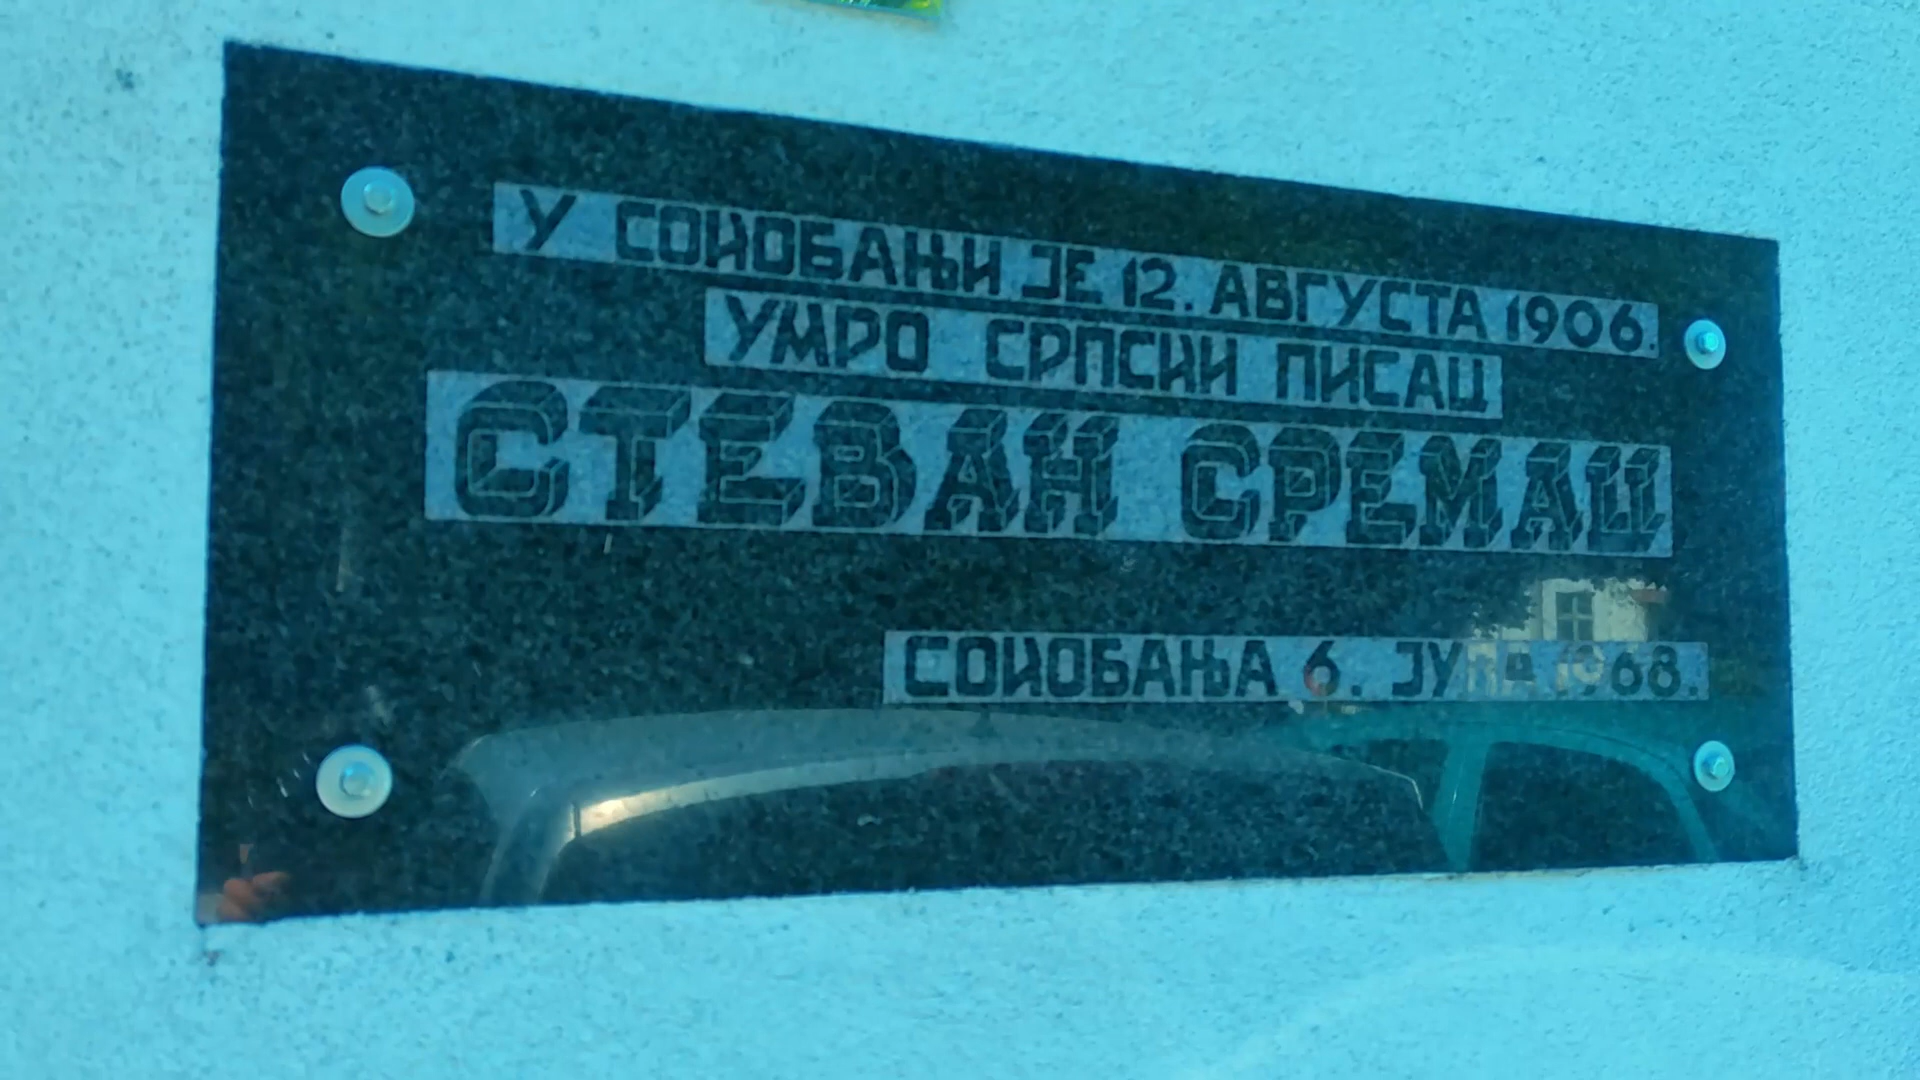 У СОКОБАЊИ ЈЕ 12. АВГУСТА 1906.
УМРО СРПСКИ ПИСАЦ
СТЕВАН СРЕМАЦ
СОКОБАЊА 6. ЈУЛА 1968.